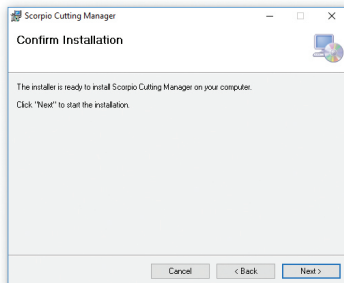 Scorpio Cutting Manager
Confirm Installation
The installer is ready to install Scorpio Cutting Manager on your computer.
Click "Next" to start the installation.
Cancel
< Back
Next >